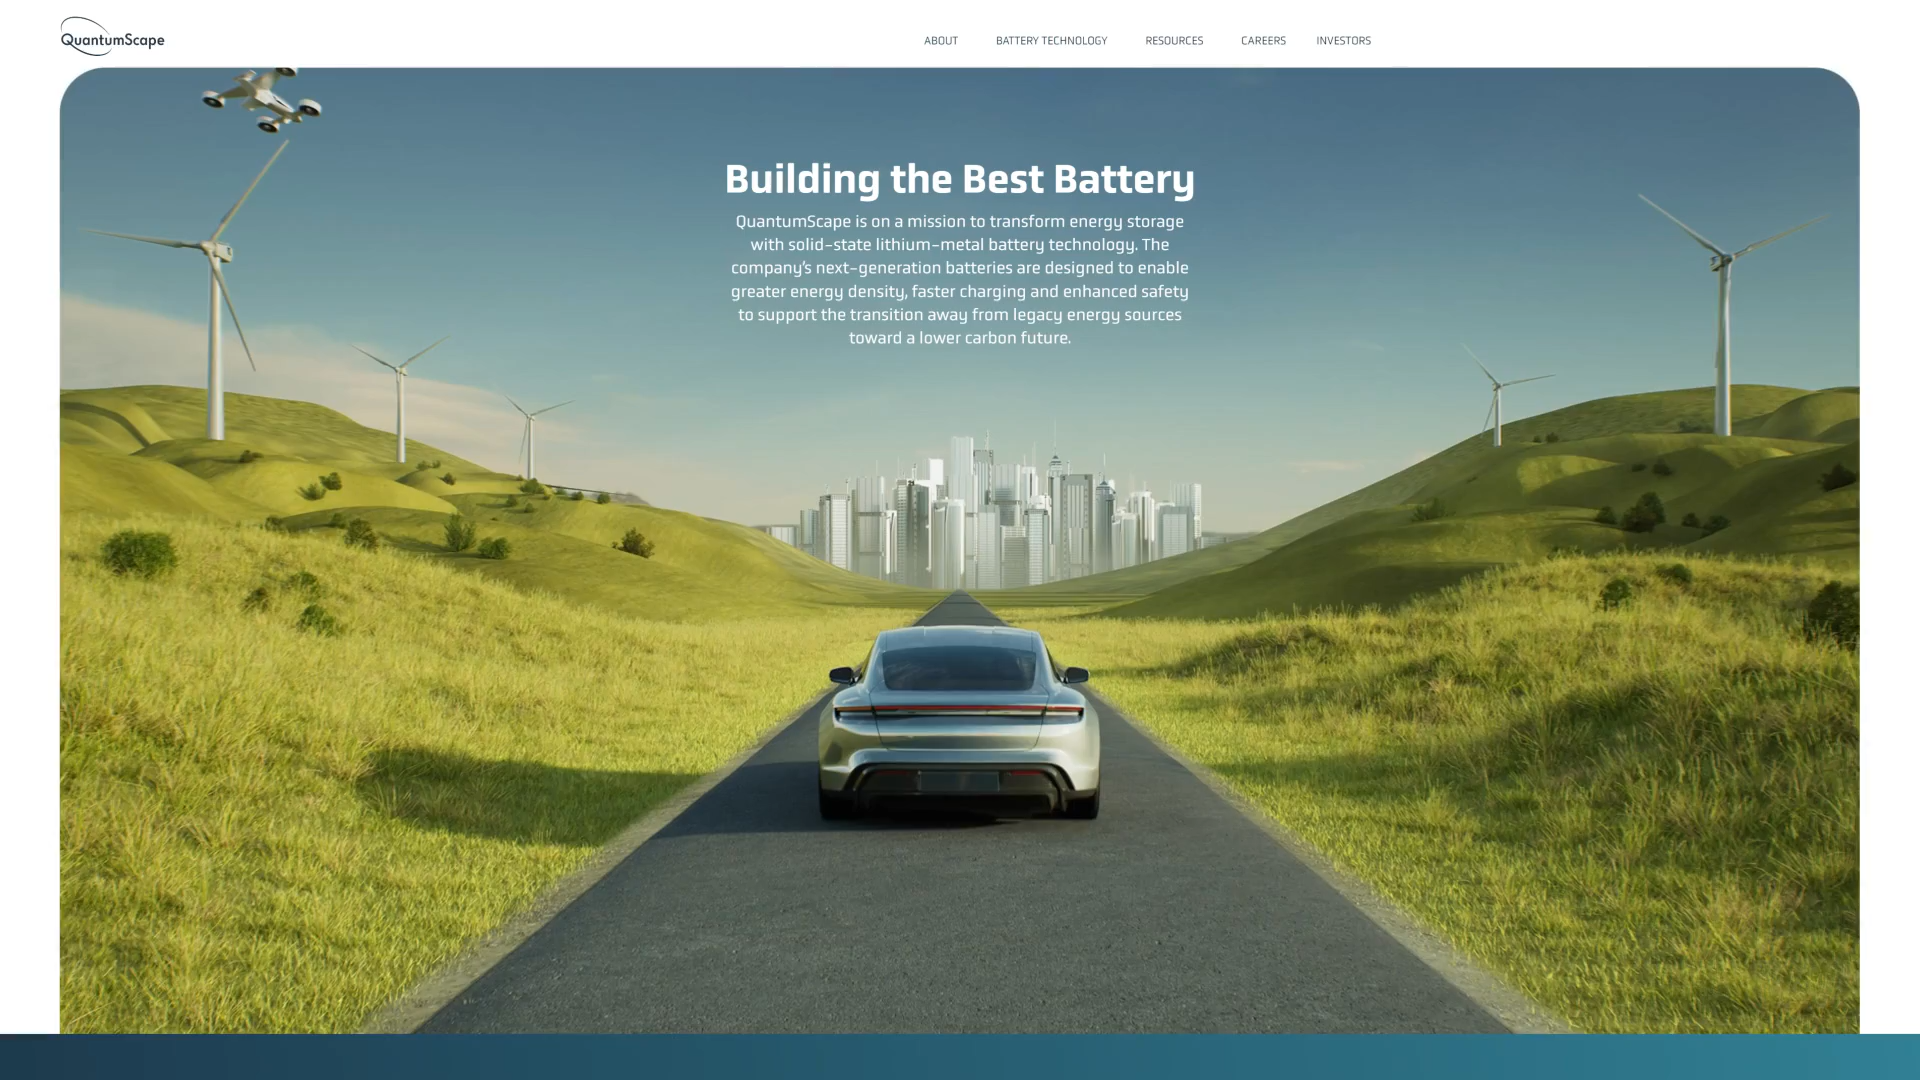 QuantumScape
ABOUT
BATTERY TECHNOLOGY
RESOURCES
CAREERS
INVESTORS
Building the Best Battery
QuantumScape is on a mission to transform energy storage
with solid-state lithium-metal battery technology. The
company's next-generation batteries are designed to enable
greater energy density, faster charging and enhanced safety
to support the transition away from legacy energy sources
toward a lower carbon future.